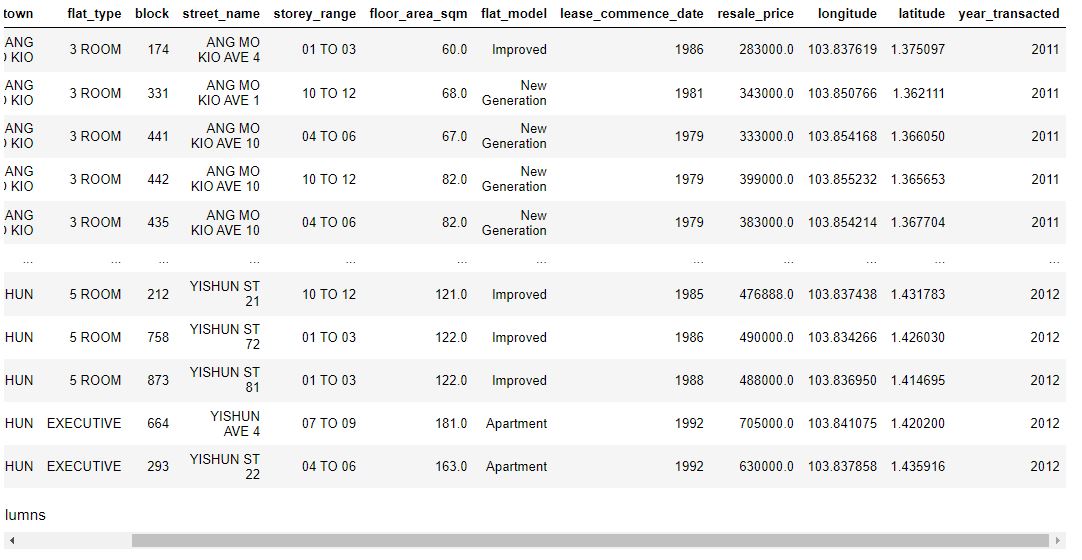 town flat_type block street_name storey_range floor_area_sqm flat_model lease_commence_date resale_price longitude latitude year_transacted
ANG ANG MO
3 ROOM 174 01 TO 03 60.0 Improved 1986 283000.0 103.837619 1.375097 2011
KIO KIO AVE 4
ANG ANG MO New
3 ROOM 331 10 TO 12 68.0 1981 343000.0 103.850766 1.362111 2011
KIO KIO AVE 1 Generation
ANG ANG MO New
3 ROOM 441 04 TO 06 67.0 1979 333000.0 103.854168 1.366050 2011
KIO KIO AVE 10 Generation
ANG ANG MO New
3 ROOM 442 10 TO 12 82.0 1979 399000.0 103.855232 1.365653 2011
KIO KIO AVE 10 Generation
ANG ANG MO New
3 ROOM 435 04 TO 06 82.0 1979 383000.0 103.854214 1.367704 2011
KIO KIO AVE 10 Generation
... ... ... ... ... ... ... ... ... ... ... ...
YISHUN ST
HUN 5 ROOM 212 10 TO 12 121.0 Improved 1985 476888.0 103.837438 1.431783 2012
21
YISHUN ST
HUN 5 ROOM 758 01 TO 03 122.0 Improved 1986 490000.0 103.834266 1.426030 2012
72
YISHUN ST
HUN 5 ROOM 873 01 TO 03 122.0 Improved 1988 488000.0 103.836950 1.414695 2012
81
YISHUN
HUN EXECUTIVE 664 07 TO 09 181.0 Apartment 1992 705000.0 103.841075 1.420200 2012
AVE 4
YISHUN ST
HUN EXECUTIVE 293 04 TO 06 163.0 Apartment 1992 630000.0 103.837858 1.435916 2012
22
lumns